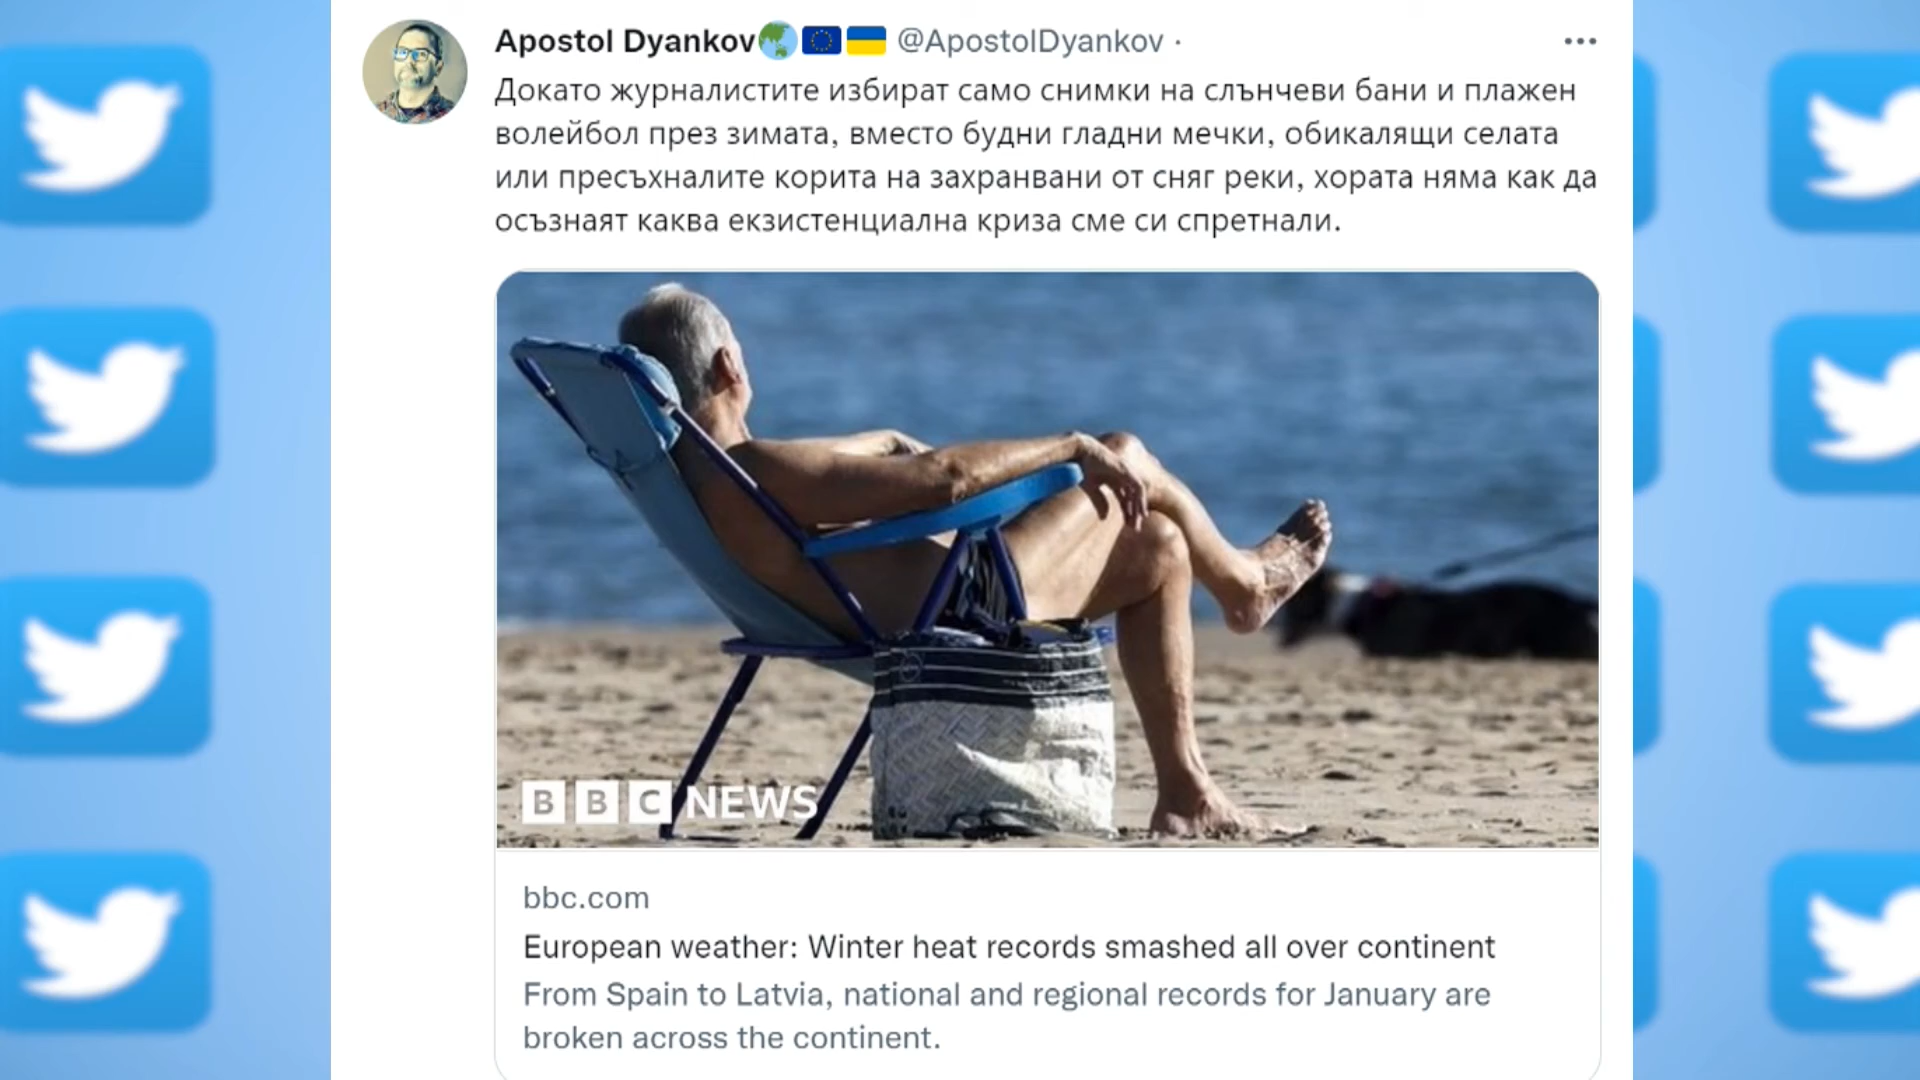 Apostol Dyankov @ApostolDyankov ·
Докато журналистите избират само снимки на слънчеви бани и плажен
волейбол през зимата, вместо будни гладни мечки, обикалящи селата
или пресъхналите корита на захранвани от сняг реки, хората няма как да
осъзнаят каква екзистенциална криза сме си спретнали.
BBC NEWS
bbc.com
European weather: Winter heat records smashed all over continent
From Spain to Latvia, national and regional records for January are
broken across the continent.